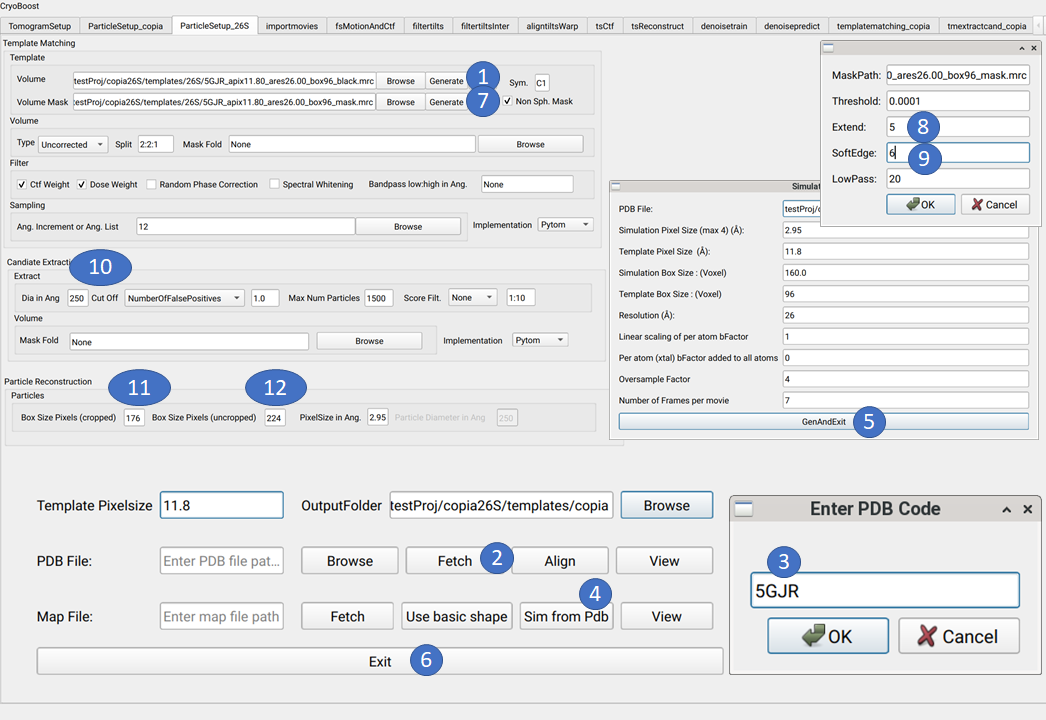 CryoBoost
TomogramSetup ParticleSetup_copia ParticleSetup_26S importmovies fsMotionAndCtf filtertilts filtertiltsInter aligntiltsWarp tsCtf tsReconstruct denoisetrain denoisepredict templatematching_copia tmextractcand_copia
Template Matching
Template
Volume testProj/copia26S/templates/26S/5GJR_apix11.80_ares26.00_box96_black.mrc Browse Generate 1 Sym. C1
Volume Mask testProj/copia26S/templates/26S/5GJR_apix11.80_ares26.00_box96_mask.mrc Browse Generate 7 Non Sph. Mask
Volume
Type Uncorrected Split 2:2:1 Mask Fold None Browse
Filter
Ctf Weight Dose Weight Random Phase Correction Spectral Whitening Bandpass low:high in Ang. None
Sampling
Ang. Increment or Ang. List 12 Browse Implementation Pytom
Candiate Extracti 10
Extract
Dia in Ang 250 Cut Off NumberOfFalsePositives 1.0 Max Num Particles 1500 Score Filt. None 1:10
Volume
Mask Fold None Browse Implementation Pytom
Particle Reconstruction 11 12
Particles
Box Size Pixels (cropped) 176 Box Size Pixels (uncropped) 224 PixelSize in Ang. 2.95 Particle Diameter in Ang 250
MaskPath: 0_ares26.00_box96_mask.mrc
Threshold: 0.0001
Extend: 5 8
SoftEdge: 6 9
LowPass: 20
OK Cancel
Simulat
PDB File: testProj/c
Simulation Pixel Size (max 4) (Å): 2.95
Template Pixel Size (Å): 11.8
Simulation Box Size : (Voxel) 160.0
Template Box Size : (Voxel) 96
Resolution (Å): 26
Linear scaling of per atom bFactor 1
Per atom (xtal) bFactor added to all atoms 0
Oversample Factor 4
Number of Frames per movie 7
GenAndExit 5
Template Pixelsize 11.8 OutputFolder testProj/copia26S/templates/copia Browse
PDB File: Enter PDB file pat... Browse Fetch 2 Align View
4
Map File: Enter map file path Fetch Use basic shape Sim from Pdb View
Exit 6
Enter PDB Code
3
5GJR
OK Cancel